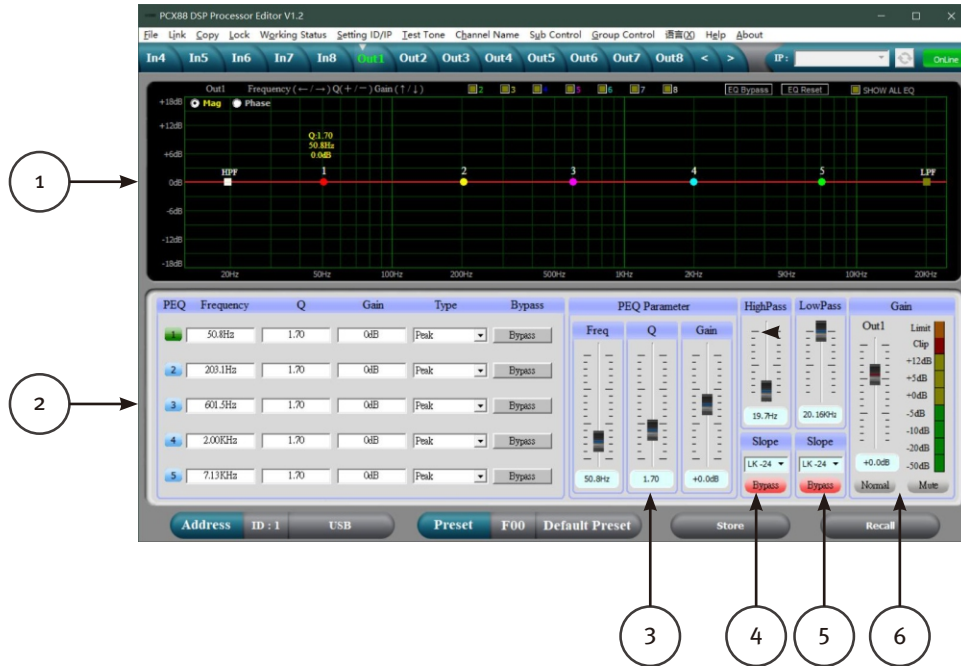 PCX88 DSP Processor Editor V1.2
File Link Copy Lock Working Status Setting ID/IP Test Tone Channel Name Sub Control Group Control 语言(X) Help About
In4 In5 In6 In7 In8 Out1 Out2 Out3 Out4 Out5 Out6 Out7 Out8 < > IP: OnLine
Out1 Frequency(←/→)Q(+/−)Gain(↑/↓) 2 3 5 6 7 8 EQ Bypass EQ Reset SHOW ALL EQ
+18dB Mag Phase
+12dB
Q:1.70
50.8Hz
0.0dB
+6dB
HPF 1 2 3 4 5 LPF
0dB
-6dB
-12dB
-18dB
20Hz 50Hz 100Hz 200Hz 500Hz 1KHz 2KHz 5KHz 10KHz 20KHz
1
PEQ Frequency Q Gain Type Bypass
1 50.8Hz 1.70 0dB Peak Bypass
2 203.1Hz 1.70 0dB Peak Bypass
3 601.5Hz 1.70 0dB Peak Bypass
4 2.00KHz 1.70 0dB Peak Bypass
5 7.13KHz 1.70 0dB Peak Bypass
2
PEQ Parameter
Freq Q Gain
50.8Hz 1.70 +0.0dB
HighPass
19.7Hz
Slope
LK-24
Bypass
LowPass
20.16KHz
Slope
LK-24
Bypass
Gain
Out1
+0.0dB
Normal
Limit
Clip
+12dB
+5dB
+0dB
-5dB
-10dB
-20dB
-50dB
Mute
Address ID : 1 USB Preset F00 Default Preset Store Recall
3 4 5 6